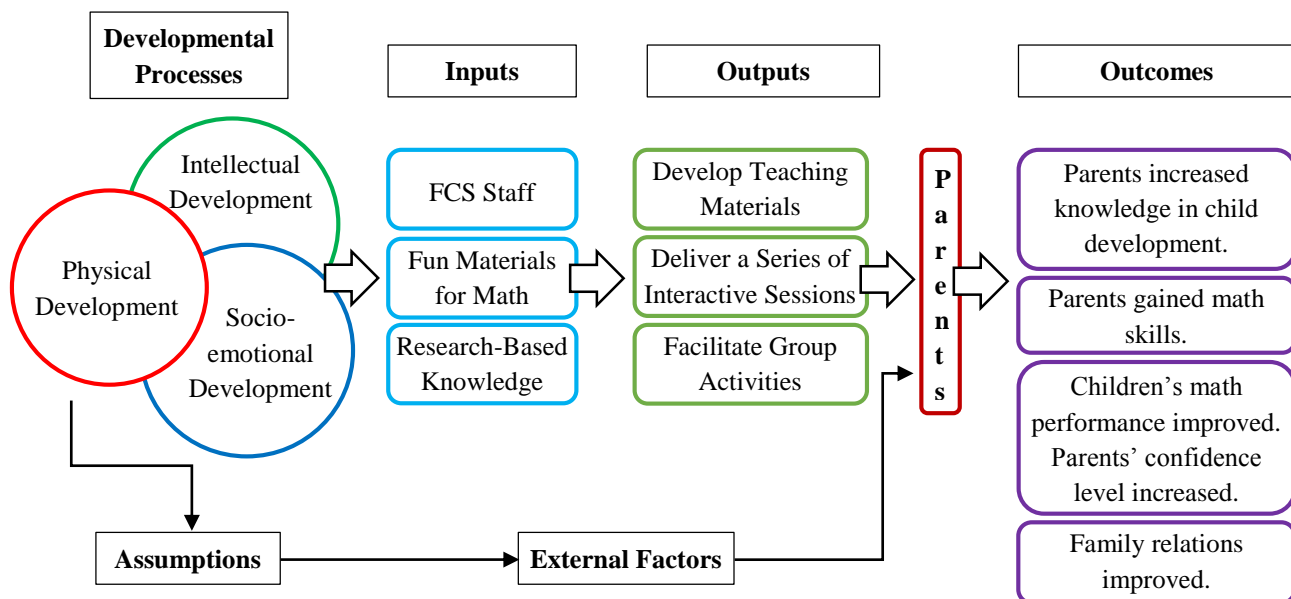 Developmental
Processes
Inputs
Outputs
Outcomes
Intellectual
Development
Physical
Development
Socio-
emotional
Development
FCS Staff
Fun Materials
for Math
Research-Based
Knowledge
Develop Teaching
Materials
Deliver a Series of
Interactive Sessions
Facilitate Group
Activities
P
a
r
e
n
t
s
Parents increased
knowledge in child
development.
Parents gained math
skills.
Children’s math
performance improved.
Parents’ confidence
level increased.
Family relations
improved.
Assumptions
External Factors